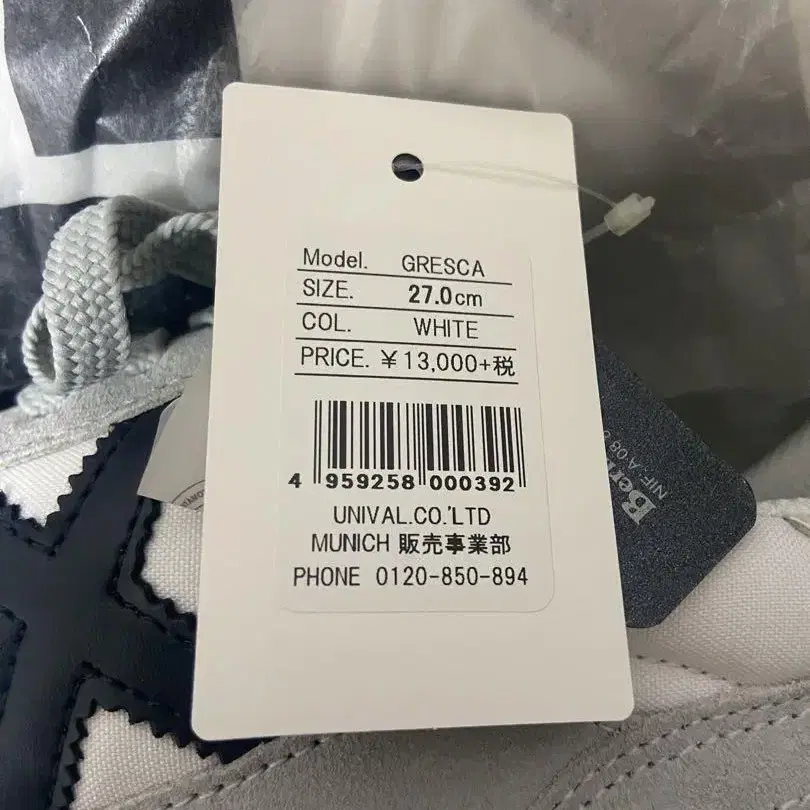 Model. GRESCA
SIZE. 27.0cm
COL. WHITE
PRICE. ¥13,000+税
4 959258 000392
UNIVAL.CO.'LTD
MUNICH 販売事業部
PHONE 0120-850-894